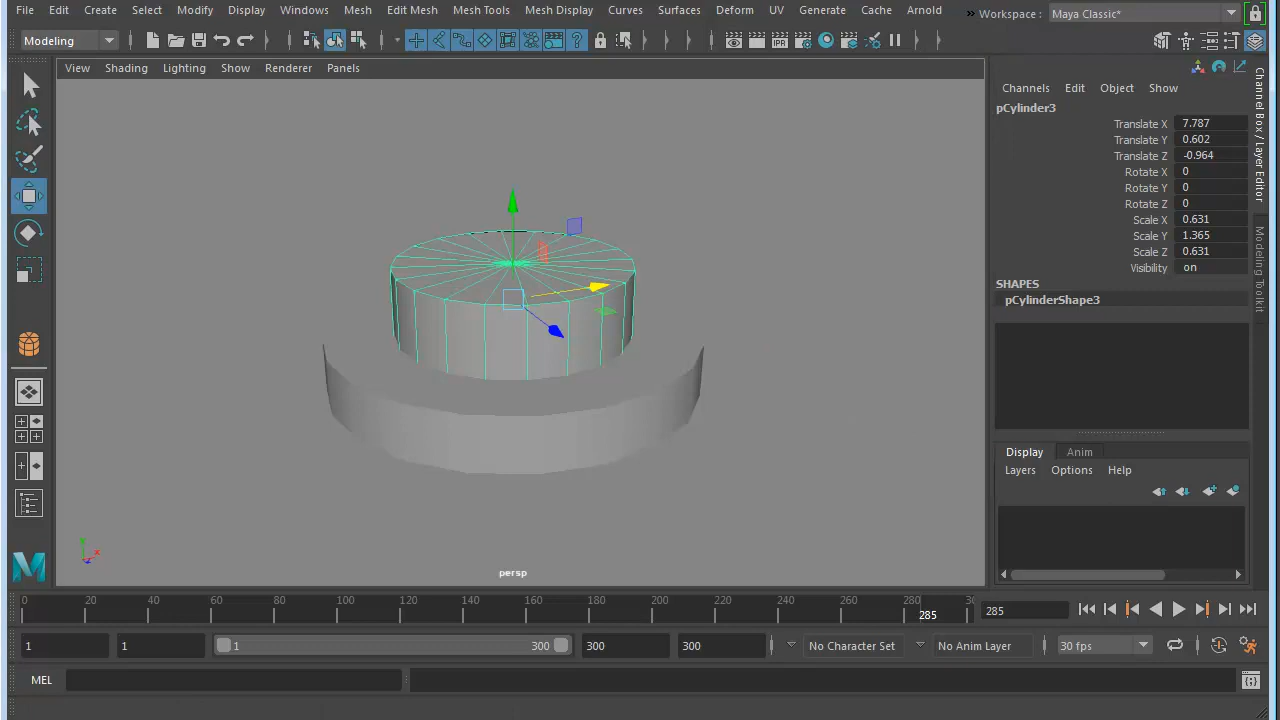 File Edit Create Select Modify Display Windows Mesh Edit Mesh Mesh Tools Mesh Display Curves Surfaces Deform UV Generate Cache Arnold » Workspace: Maya Classic*
Modeling
IPR
View Shading Lighting Show Renderer Panels
Channels Edit Object Show
pCylinder3
Translate X 7.787
Translate Y 0.602
Translate Z -0.964
Rotate X 0
Rotate Y 0
Rotate Z 0
Scale X 0.631
Scale Y 1.365
Scale Z 0.631
Visibility on
SHAPES
pCylinderShape3
Channel Box / Layer Editor
Modeling Toolkit
Display Anim
Layers Options Help
persp
0 20 40 60 80 100 120 140 160 180 200 220 240 260 280
285
285
1 1 1 300 300 300 No Character Set No Anim Layer 30 fps
MEL